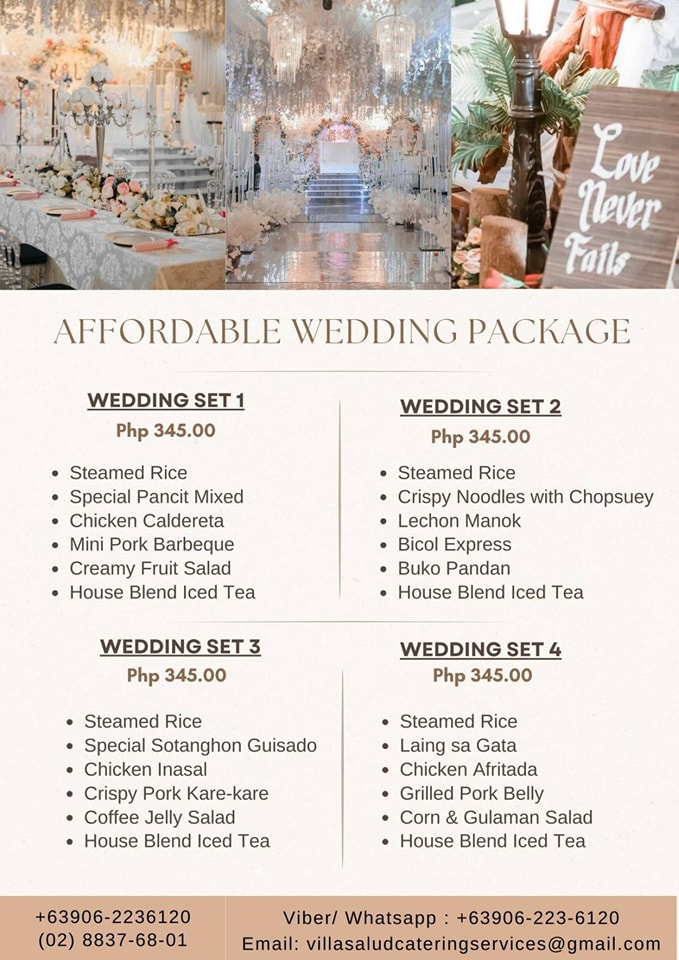 Love
Never
Fails
AFFORDABLE WEDDING PACKAGE
WEDDING SET 1
Php 345.00
• Steamed Rice
• Special Pancit Mixed
• Chicken Caldereta
• Mini Pork Barbeque
• Creamy Fruit Salad
• House Blend Iced Tea
WEDDING SET 2
Php 345.00
• Steamed Rice
• Crispy Noodles with Chopsuey
• Lechon Manok
• Bicol Express
• Buko Pandan
• House Blend Iced Tea
WEDDING SET 3
Php 345.00
• Steamed Rice
• Special Sotanghon Guisado
• Chicken Inasal
• Crispy Pork Kare-kare
• Coffee Jelly Salad
• House Blend Iced Tea
WEDDING SET 4
Php 345.00
• Steamed Rice
• Laing sa Gata
• Chicken Afritada
• Grilled Pork Belly
• Corn & Gulaman Salad
• House Blend Iced Tea
+63906-2236120
(02) 8837-68-01
Viber/ Whatsapp : +63906-223-6120
Email: villasaludcateringservices@gmail.com